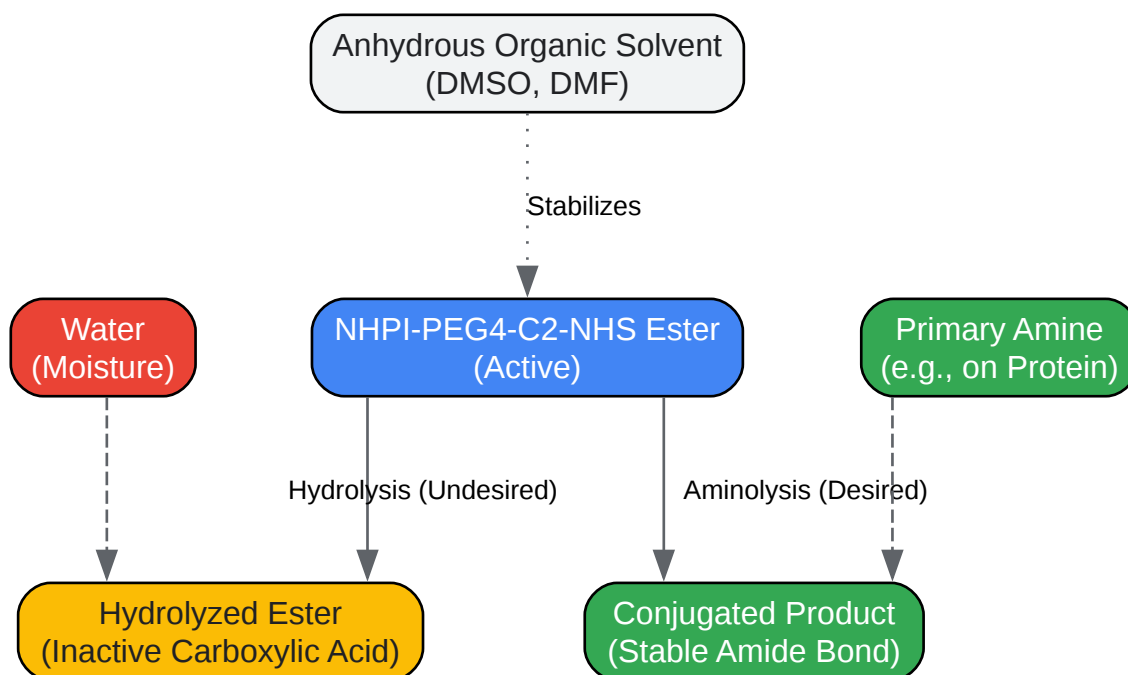 Anhydrous Organic Solvent
(DMSO, DMF)
Stabilizes
Water
(Moisture)
NHPI-PEG4-C2-NHS Ester
(Active)
Primary Amine
(e.g., on Protein)
Hydrolysis (Undesired)
Aminolysis (Desired)
Hydrolyzed Ester
(Inactive Carboxylic Acid)
Conjugated Product
(Stable Amide Bond)